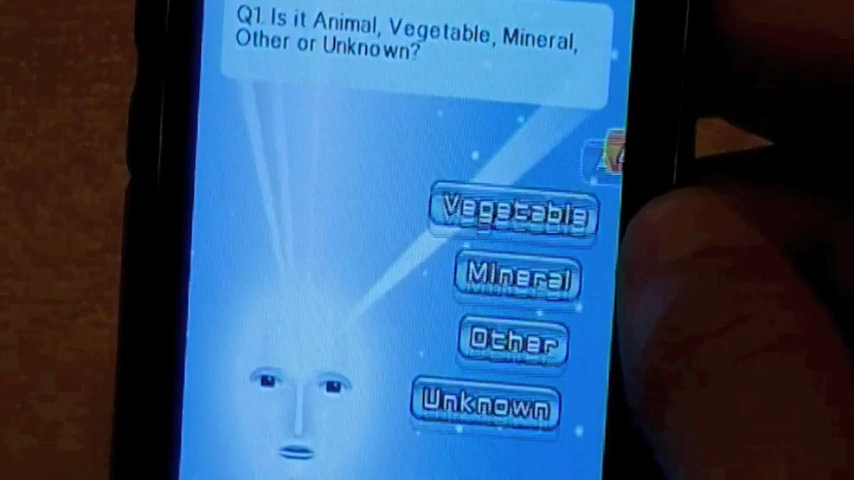 Q1. Is it Animal, Vegetable, Mineral,
Other or Unknown?
Vegetable
Mineral
Other
Unknown